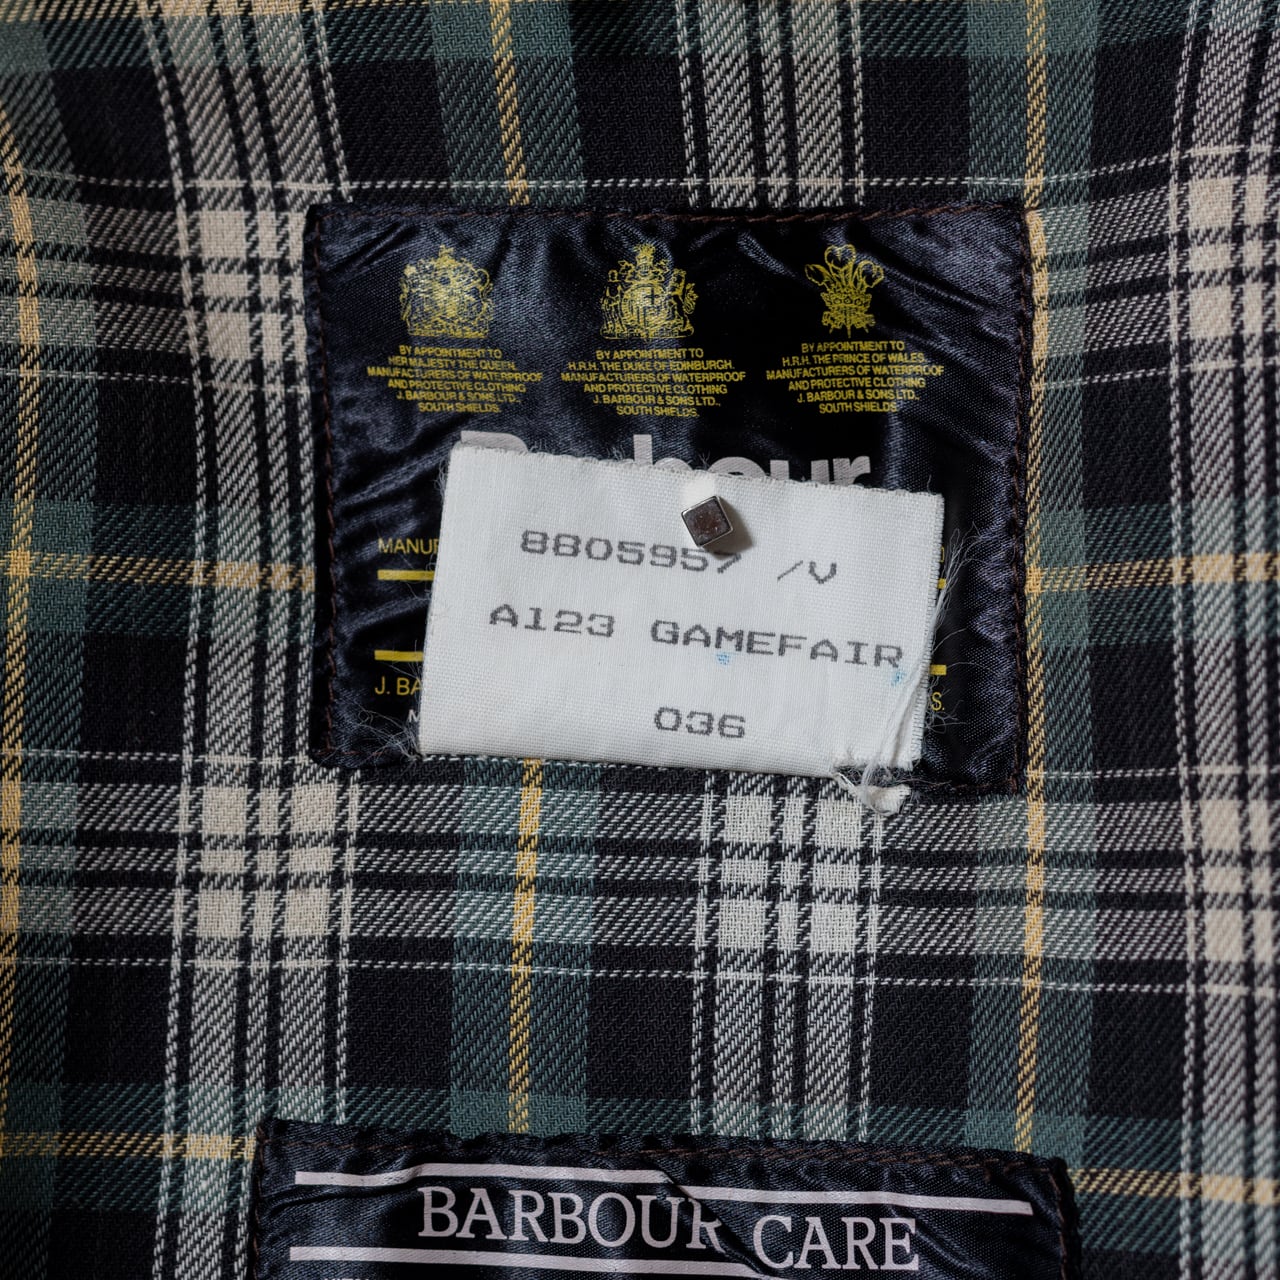 BY APPOINTMENT TO
HER MAJESTY THE QUEEN.
MANUFACTURERS OF WATERPROOF
AND PROTECTIVE CLOTHING
J. BARBOUR & SONS LTD.,
SOUTH SHIELDS.
BY APPOINTMENT TO
H.R.H. THE DUKE OF EDINBURGH.
MANUFACTURERS OF WATERPROOF
AND PROTECTIVE CLOTHING
J. BARBOUR & SONS LTD.,
SOUTH SHIELDS.
BY APPOINTMENT TO
H.R.H. THE PRINCE OF WALES.
MANUFACTURERS OF WATERPROOF
AND PROTECTIVE CLOTHING
J. BARBOUR & SONS LTD.,
SOUTH SHIELDS.
Barbour
8805957 /V
A123 GAMEFAIR
036
BARBOUR CARE